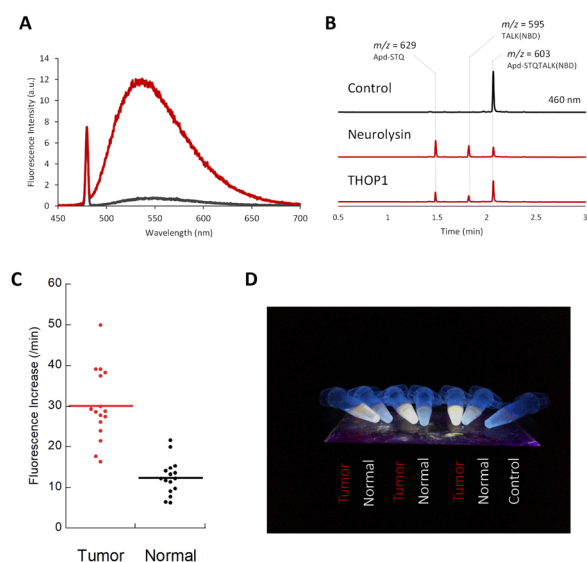 A
Fluorescence Intensity (a.u.)
14
12
10
8
6
4
2
0
450
500
550
600
650
700
Wavelength (nm)
B
m/z = 629
Apd-STQ
m/z = 595
TALK(NBD)
m/z = 603
Apd-STQTALK(NBD)
Control
460 nm
Neurolysin
THOP1
0.5
1
1.5
2
2.5
3
Time (min)
C
Fluorescence Increase (/min)
60
50
40
30
20
10
0
Tumor
Normal
D
Tumor
Normal
Tumor
Normal
Tumor
Normal
Control